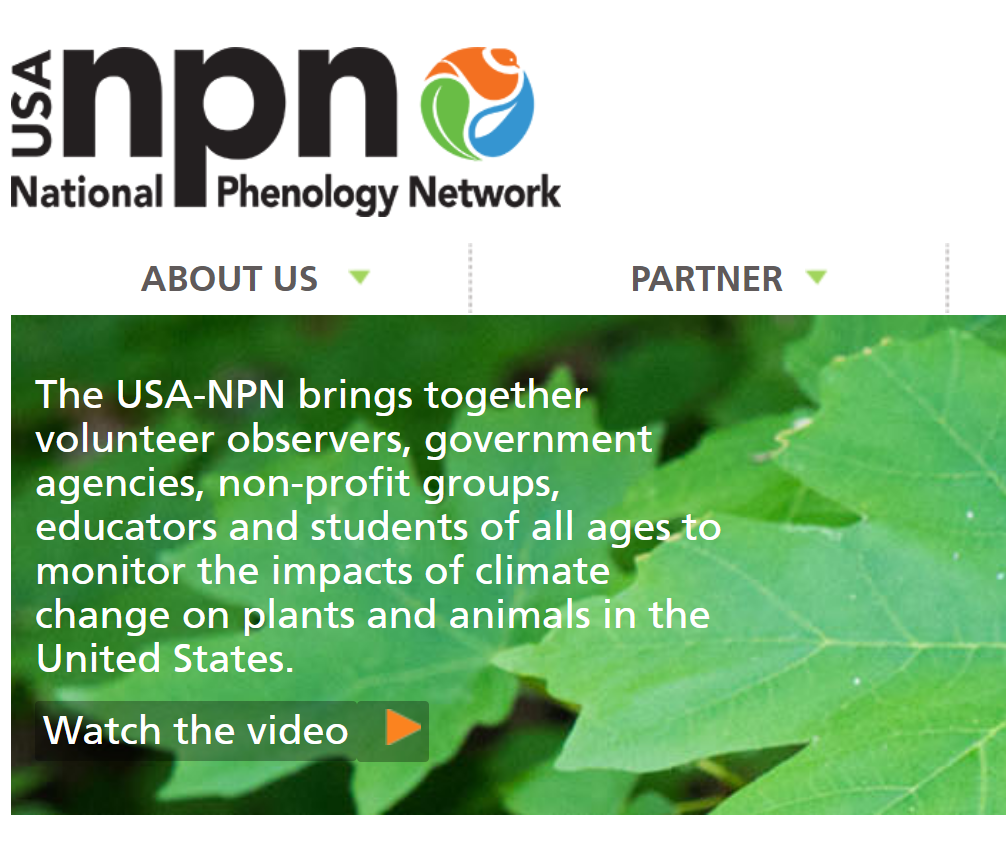 USA npn
National Phenology Network
ABOUT US
PARTNER
The USA-NPN brings together
volunteer observers, government
agencies, non-profit groups,
educators and students of all ages to
monitor the impacts of climate
change on plants and animals in the
United States.
Watch the video